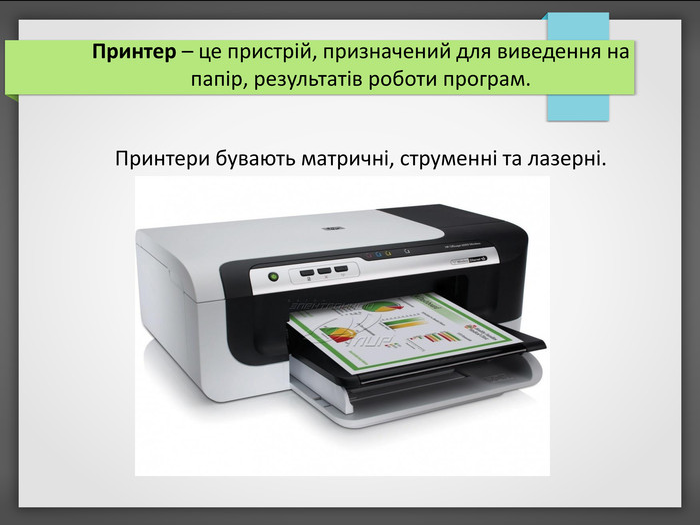 Принтер – це пристрій, призначений для виведення на
папір, результатів роботи програм.
Принтери бувають матричні, струменні та лазерні.